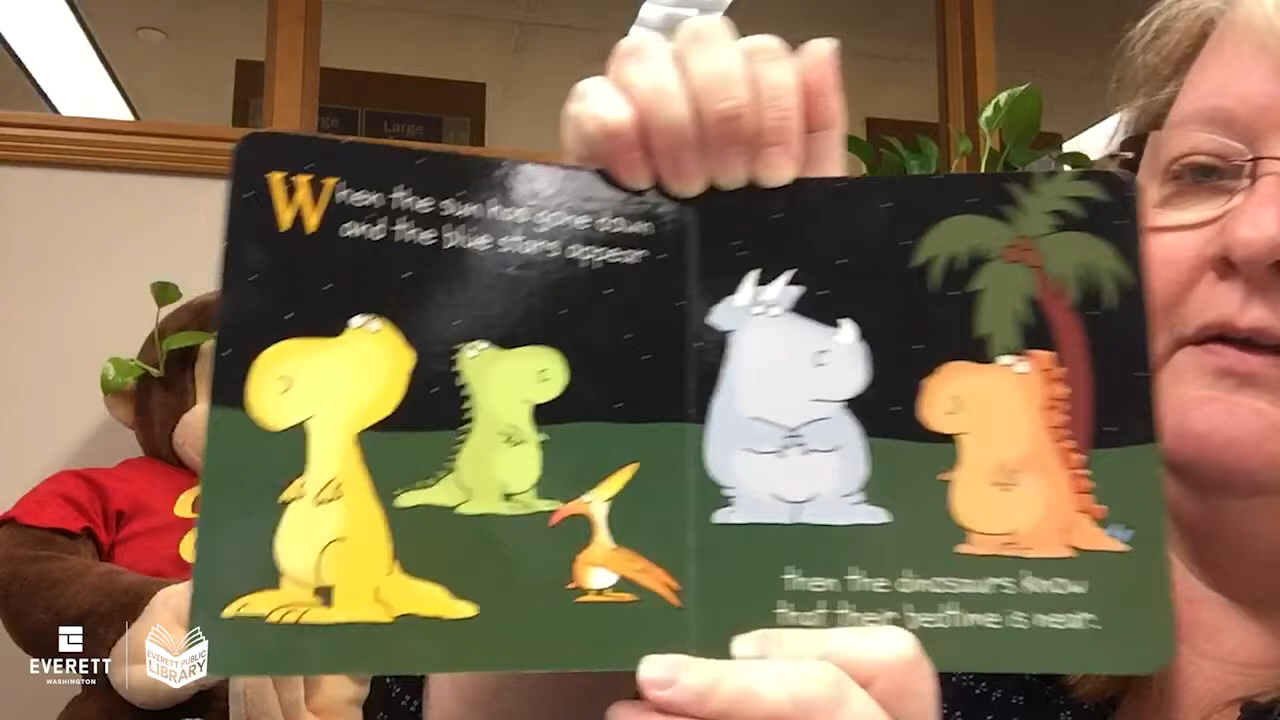 Large
When the sun has gone down
and the blue stars appear
then the dinosaurs know
that their bedtime is near.
EVERETT
WASHINGTON
EVERETT PUBLIC
LIBRARY